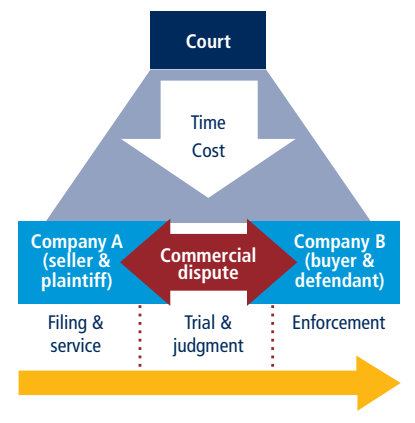 Court
Time
Cost
Company A
(seller &
plaintiff)
Commercial
dispute
Company B
(buyer &
defendant)
Filing &
service
Trial &
judgment
Enforcement